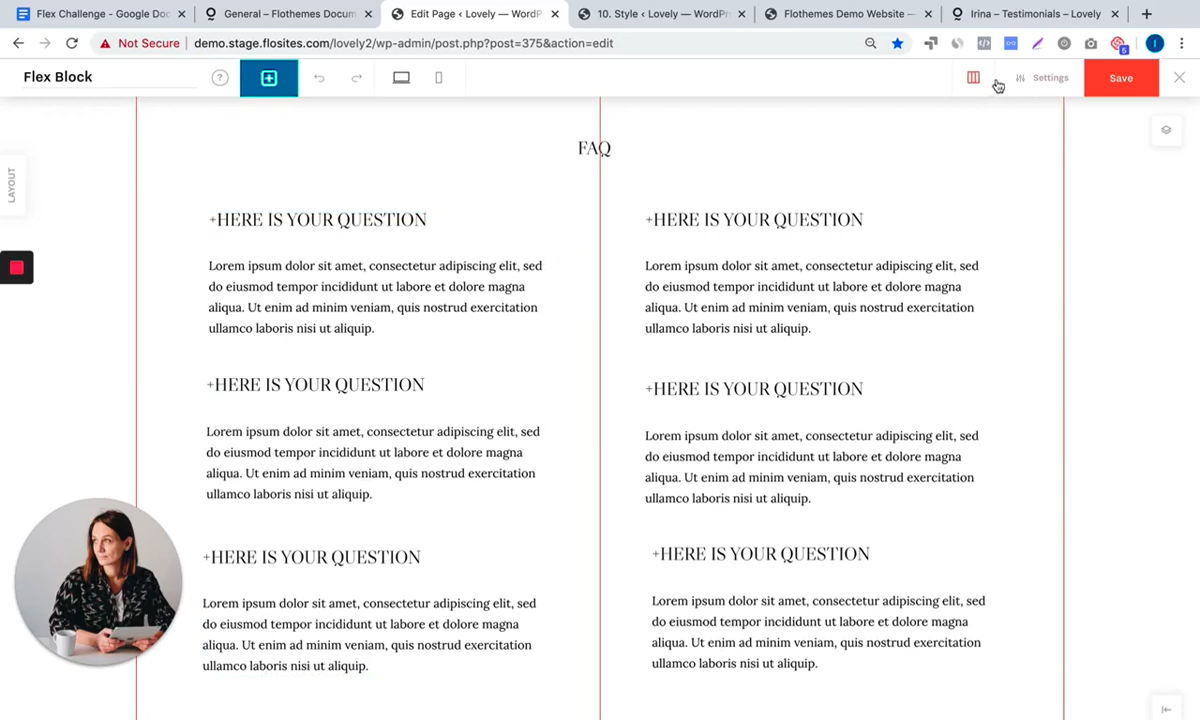 Flex Challenge - Google Doc
General – Flothemes Docum
Edit Page ‹ Lovely — WordP
10. Style ‹ Lovely — WordPr
Flothemes Demo Website —
Irina – Testimonials – Lovely
Not Secure
demo.stage.flosites.com/lovely2/wp-admin/post.php?post=375&action=edit
5
I
Flex Block
?
Settings
Save
LAYOUT
FAQ
+HERE IS YOUR QUESTION
Lorem ipsum dolor sit amet, consectetur adipiscing elit, sed
do eiusmod tempor incididunt ut labore et dolore magna
aliqua. Ut enim ad minim veniam, quis nostrud exercitation
ullamco laboris nisi ut aliquip.
+HERE IS YOUR QUESTION
Lorem ipsum dolor sit amet, consectetur adipiscing elit, sed
do eiusmod tempor incididunt ut labore et dolore magna
aliqua. Ut enim ad minim veniam, quis nostrud exercitation
ullamco laboris nisi ut aliquip.
+HERE IS YOUR QUESTION
Lorem ipsum dolor sit amet, consectetur adipiscing elit, sed
do eiusmod tempor incididunt ut labore et dolore magna
aliqua. Ut enim ad minim veniam, quis nostrud exercitation
ullamco laboris nisi ut aliquip.
+HERE IS YOUR QUESTION
Lorem ipsum dolor sit amet, consectetur adipiscing elit, sed
do eiusmod tempor incididunt ut labore et dolore magna
aliqua. Ut enim ad minim veniam, quis nostrud exercitation
ullamco laboris nisi ut aliquip.
+HERE IS YOUR QUESTION
Lorem ipsum dolor sit amet, consectetur adipiscing elit, sed
do eiusmod tempor incididunt ut labore et dolore magna
aliqua. Ut enim ad minim veniam, quis nostrud exercitation
ullamco laboris nisi ut aliquip.
+HERE IS YOUR QUESTION
Lorem ipsum dolor sit amet, consectetur adipiscing elit, sed
do eiusmod tempor incididunt ut labore et dolore magna
aliqua. Ut enim ad minim veniam, quis nostrud exercitation
ullamco laboris nisi ut aliquip.